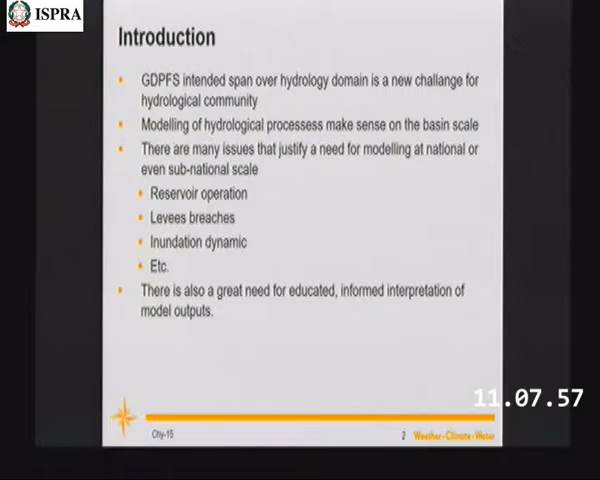 ISPRA
Introduction
GDPFS intended span over hydrology domain is a new challange for
hydrological community
Modelling of hydrological processess make sense on the basin scale
There are many issues that justify a need for modelling at national or
even sub-national scale
Reservoir operation
Levees breaches
Inundation dynamic
Etc.
There is also a great need for educated, informed interpretation of
model outputs.
11.07.57
Chy-15
2 Weather - Climate - Water